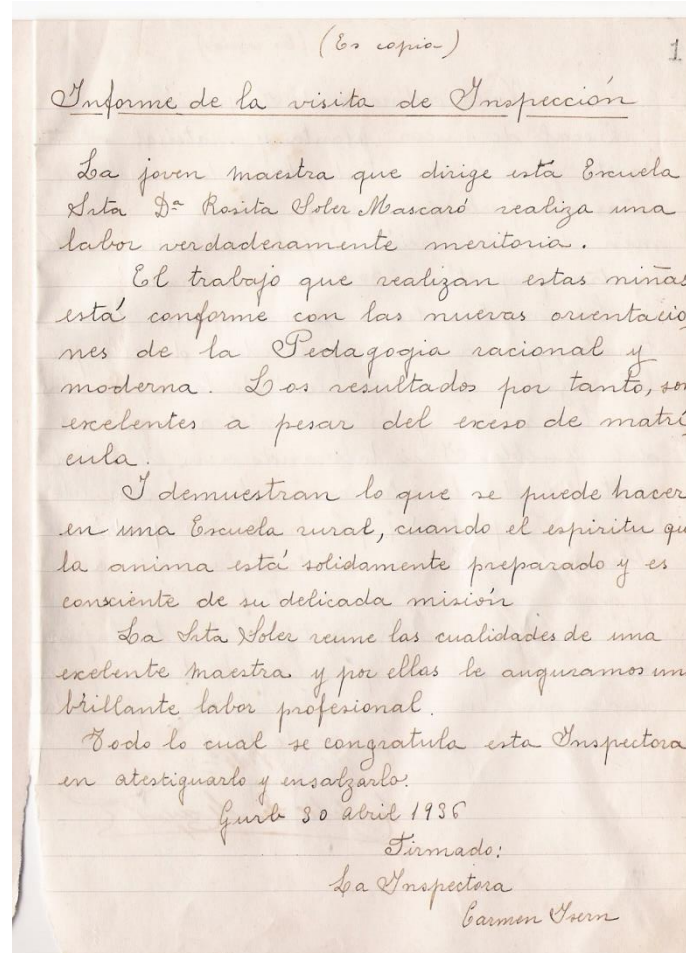 (Es copia)
1
Informe de la visita de Inspección
La joven maestra que dirige esta Escuela
Srta Dª Rosita Soler Mascaró realiza una
labor verdaderamente meritoria.
El trabajo que realizan estas niñas
está conforme con las nuevas orientacio
nes de la Pedagogia racional y
moderna. Los resultados por tanto, son
excelentes a pesar del exceso de matrí
cula.
I demuestran lo que se puede hacer
en una Escuela rural, cuando el espiritu qu
la anima está solidamente preparado y es
consciente de su delicada misión
La Srta Soler reune las cualidades de una
excelente maestra y por ellas le auguramos un
brillante labor profesional.
Todo lo cual se congratula esta Inspectora
en atestiguarlo y ensalzarlo.
Gurb 30 abril 1936
Firmado:
La Inspectora
Carmen Isern